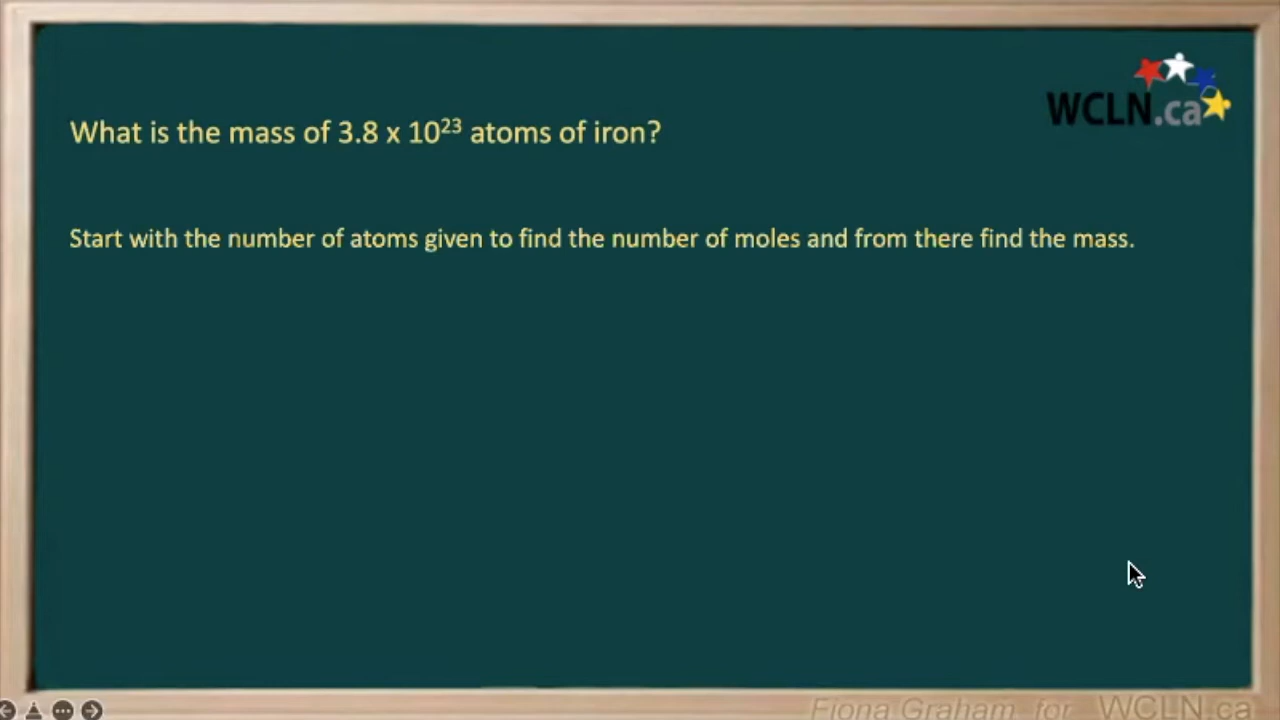 WCLN.ca
What is the mass of 3.8 x 10²³ atoms of iron?
Start with the number of atoms given to find the number of moles and from there find the mass.
Fiona Graham for WCLN.ca